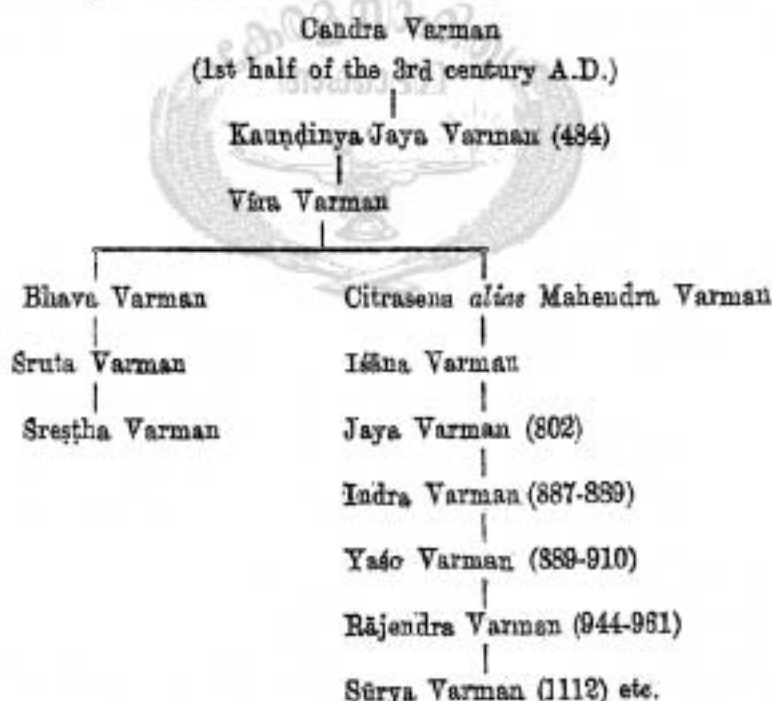 Candra Varman
(1st half of the 3rd century A.D.)
Kauṇḍinya Jaya Varman (484)
Vīra Varman
Bhava Varman Citrasena alias Mahendra Varman
Śruta Varman Iśāna Varman
Śreṣṭha Varman Jaya Varman (802)
Indra Varman (887-889)
Yaśo Varman (889-910)
Rājendra Varman (944-961)
Sūrya Varman (1112) etc.